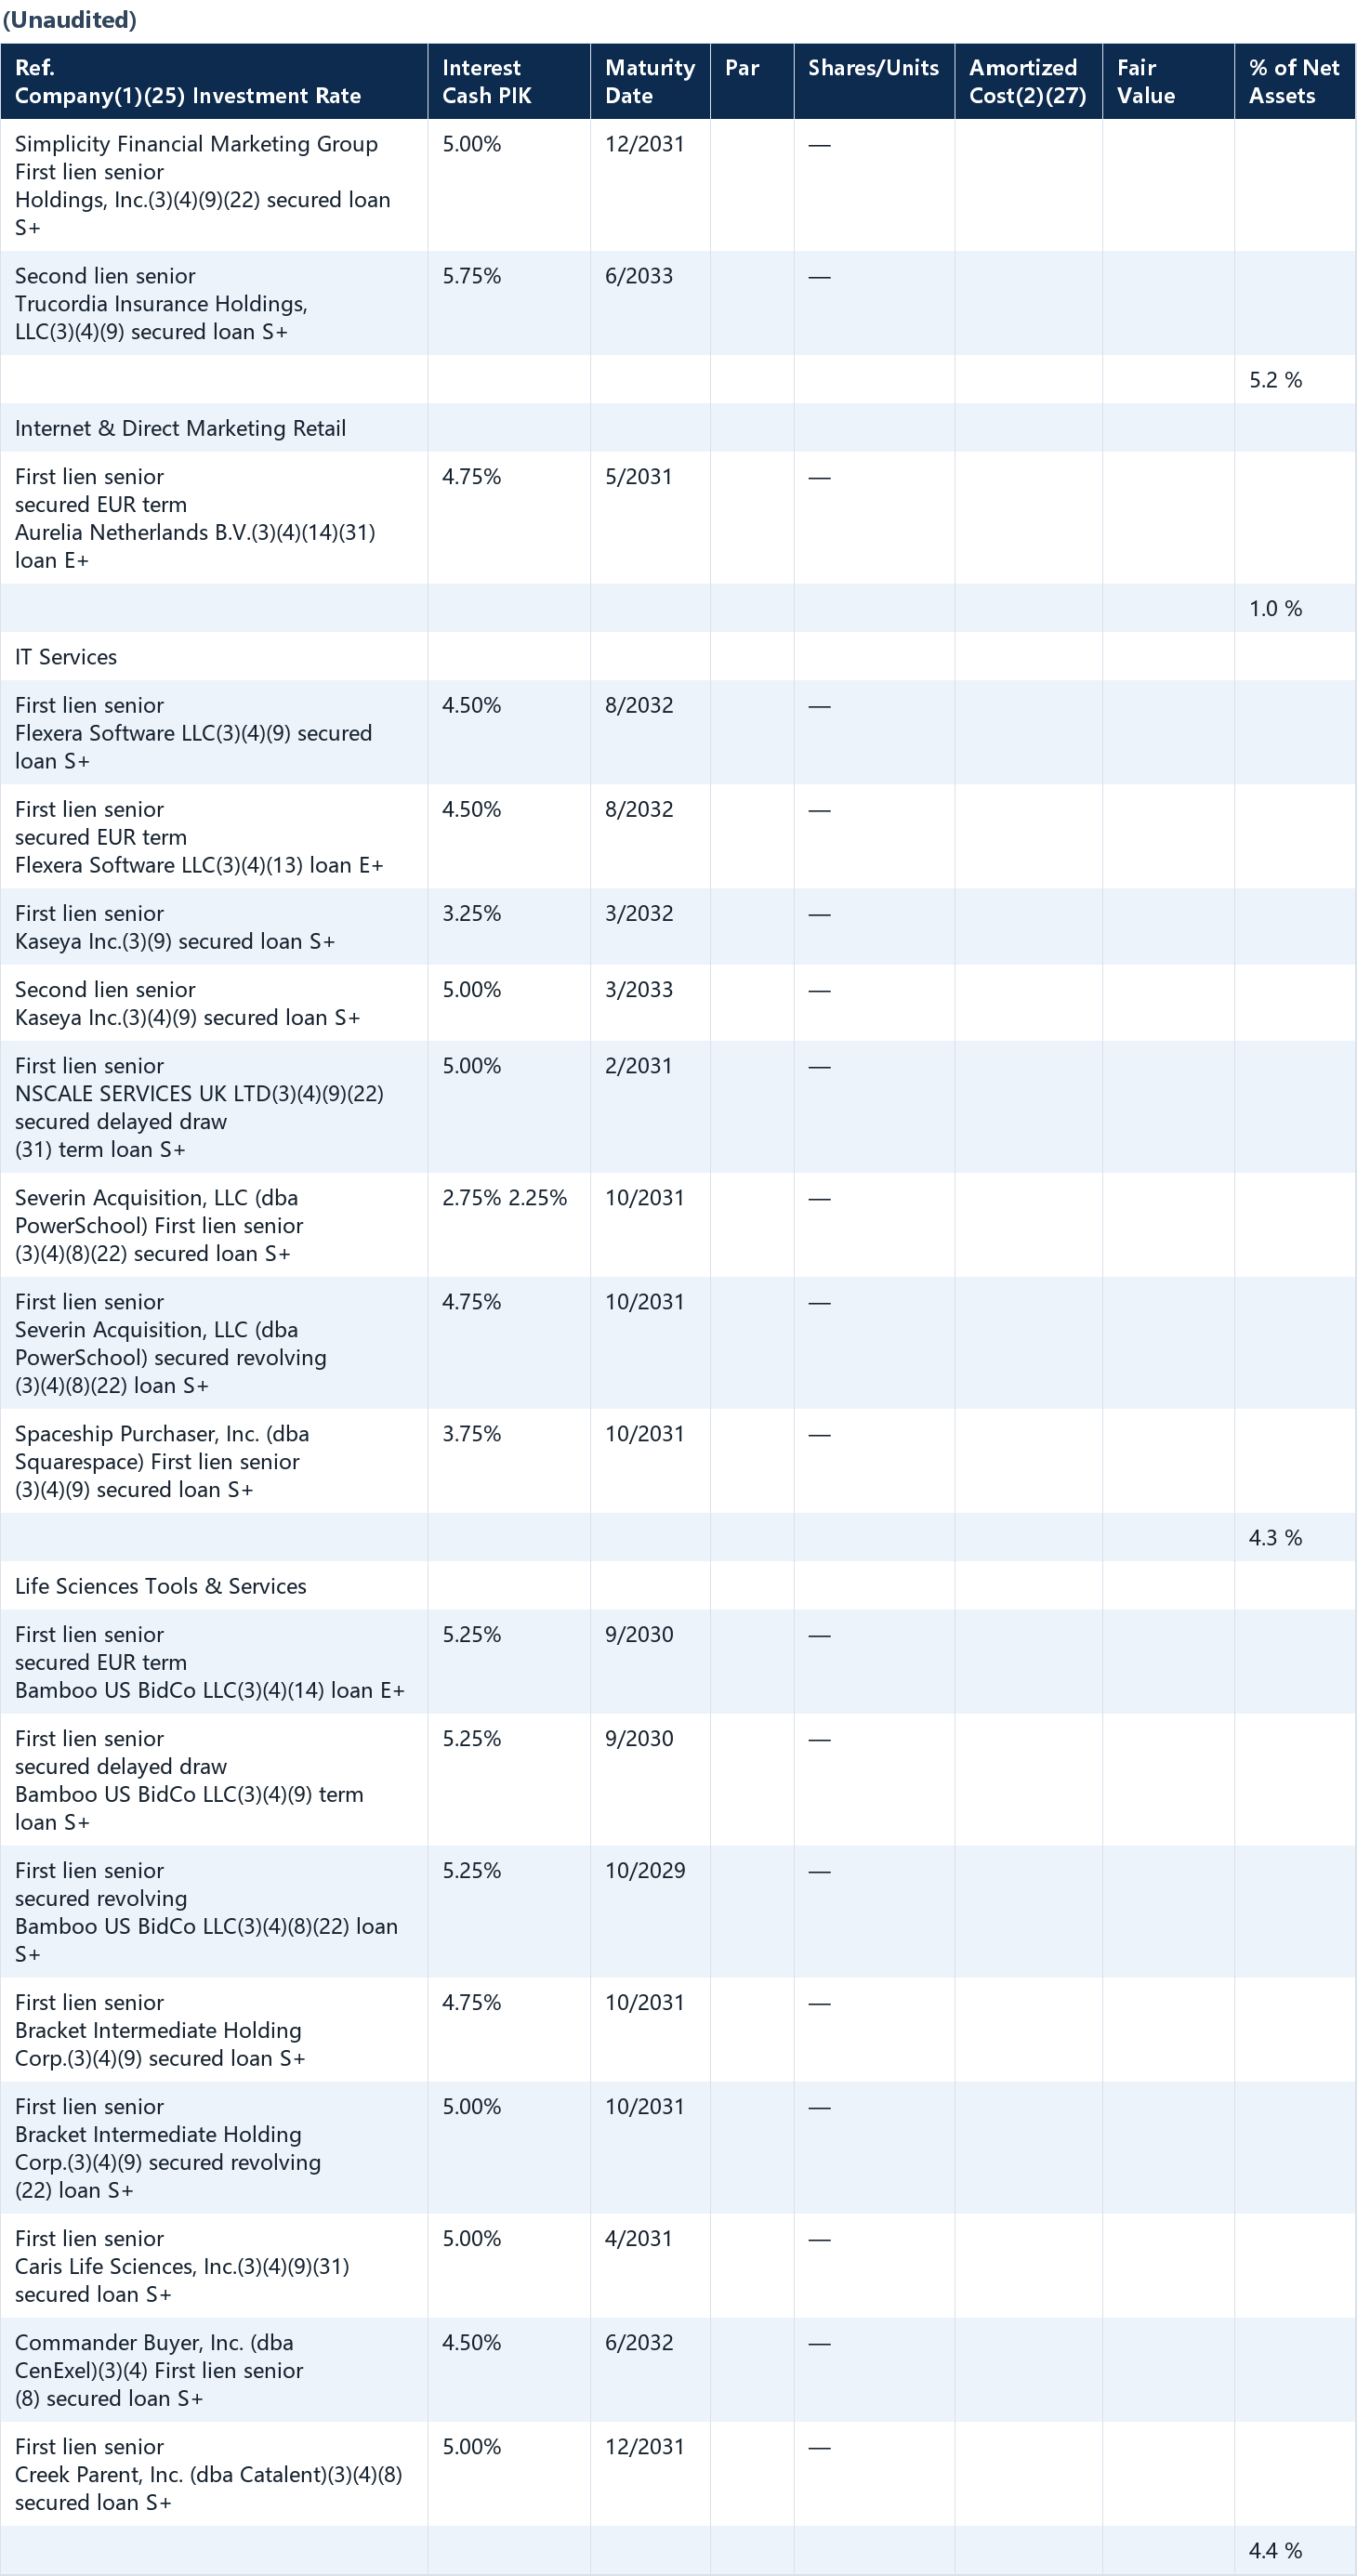 (Unaudited)
Ref. Interest Maturity Par Shares/Units Amortized Fair % of Net
Company(1)(25) Investment Rate Cash PIK Date Cost(2)(27) Value Assets
Simplicity Financial Marketing Group 5.00% 12/2031 —
First lien senior
Holdings, Inc.(3)(4)(9)(22) secured loan
S+
Second lien senior 5.75% 6/2033 —
Trucordia Insurance Holdings,
LLC(3)(4)(9) secured loan S+
5.2 %
Internet & Direct Marketing Retail
First lien senior 4.75% 5/2031 —
secured EUR term
Aurelia Netherlands B.V.(3)(4)(14)(31)
loan E+
1.0 %
IT Services
First lien senior 4.50% 8/2032 —
Flexera Software LLC(3)(4)(9) secured
loan S+
First lien senior 4.50% 8/2032 —
secured EUR term
Flexera Software LLC(3)(4)(13) loan E+
First lien senior 3.25% 3/2032 —
Kaseya Inc.(3)(9) secured loan S+
Second lien senior 5.00% 3/2033 —
Kaseya Inc.(3)(4)(9) secured loan S+
First lien senior 5.00% 2/2031 —
NSCALE SERVICES UK LTD(3)(4)(9)(22)
secured delayed draw
(31) term loan S+
Severin Acquisition, LLC (dba 2.75% 2.25% 10/2031 —
PowerSchool) First lien senior
(3)(4)(8)(22) secured loan S+
First lien senior 4.75% 10/2031 —
Severin Acquisition, LLC (dba
PowerSchool) secured revolving
(3)(4)(8)(22) loan S+
Spaceship Purchaser, Inc. (dba 3.75% 10/2031 —
Squarespace) First lien senior
(3)(4)(9) secured loan S+
4.3 %
Life Sciences Tools & Services
First lien senior 5.25% 9/2030 —
secured EUR term
Bamboo US BidCo LLC(3)(4)(14) loan E+
First lien senior 5.25% 9/2030 —
secured delayed draw
Bamboo US BidCo LLC(3)(4)(9) term
loan S+
First lien senior 5.25% 10/2029 —
secured revolving
Bamboo US BidCo LLC(3)(4)(8)(22) loan
S+
First lien senior 4.75% 10/2031 —
Bracket Intermediate Holding
Corp.(3)(4)(9) secured loan S+
First lien senior 5.00% 10/2031 —
Bracket Intermediate Holding
Corp.(3)(4)(9) secured revolving
(22) loan S+
First lien senior 5.00% 4/2031 —
Caris Life Sciences, Inc.(3)(4)(9)(31)
secured loan S+
Commander Buyer, Inc. (dba 4.50% 6/2032 —
CenExel)(3)(4) First lien senior
(8) secured loan S+
First lien senior 5.00% 12/2031 —
Creek Parent, Inc. (dba Catalent)(3)(4)(8)
secured loan S+
4.4 %